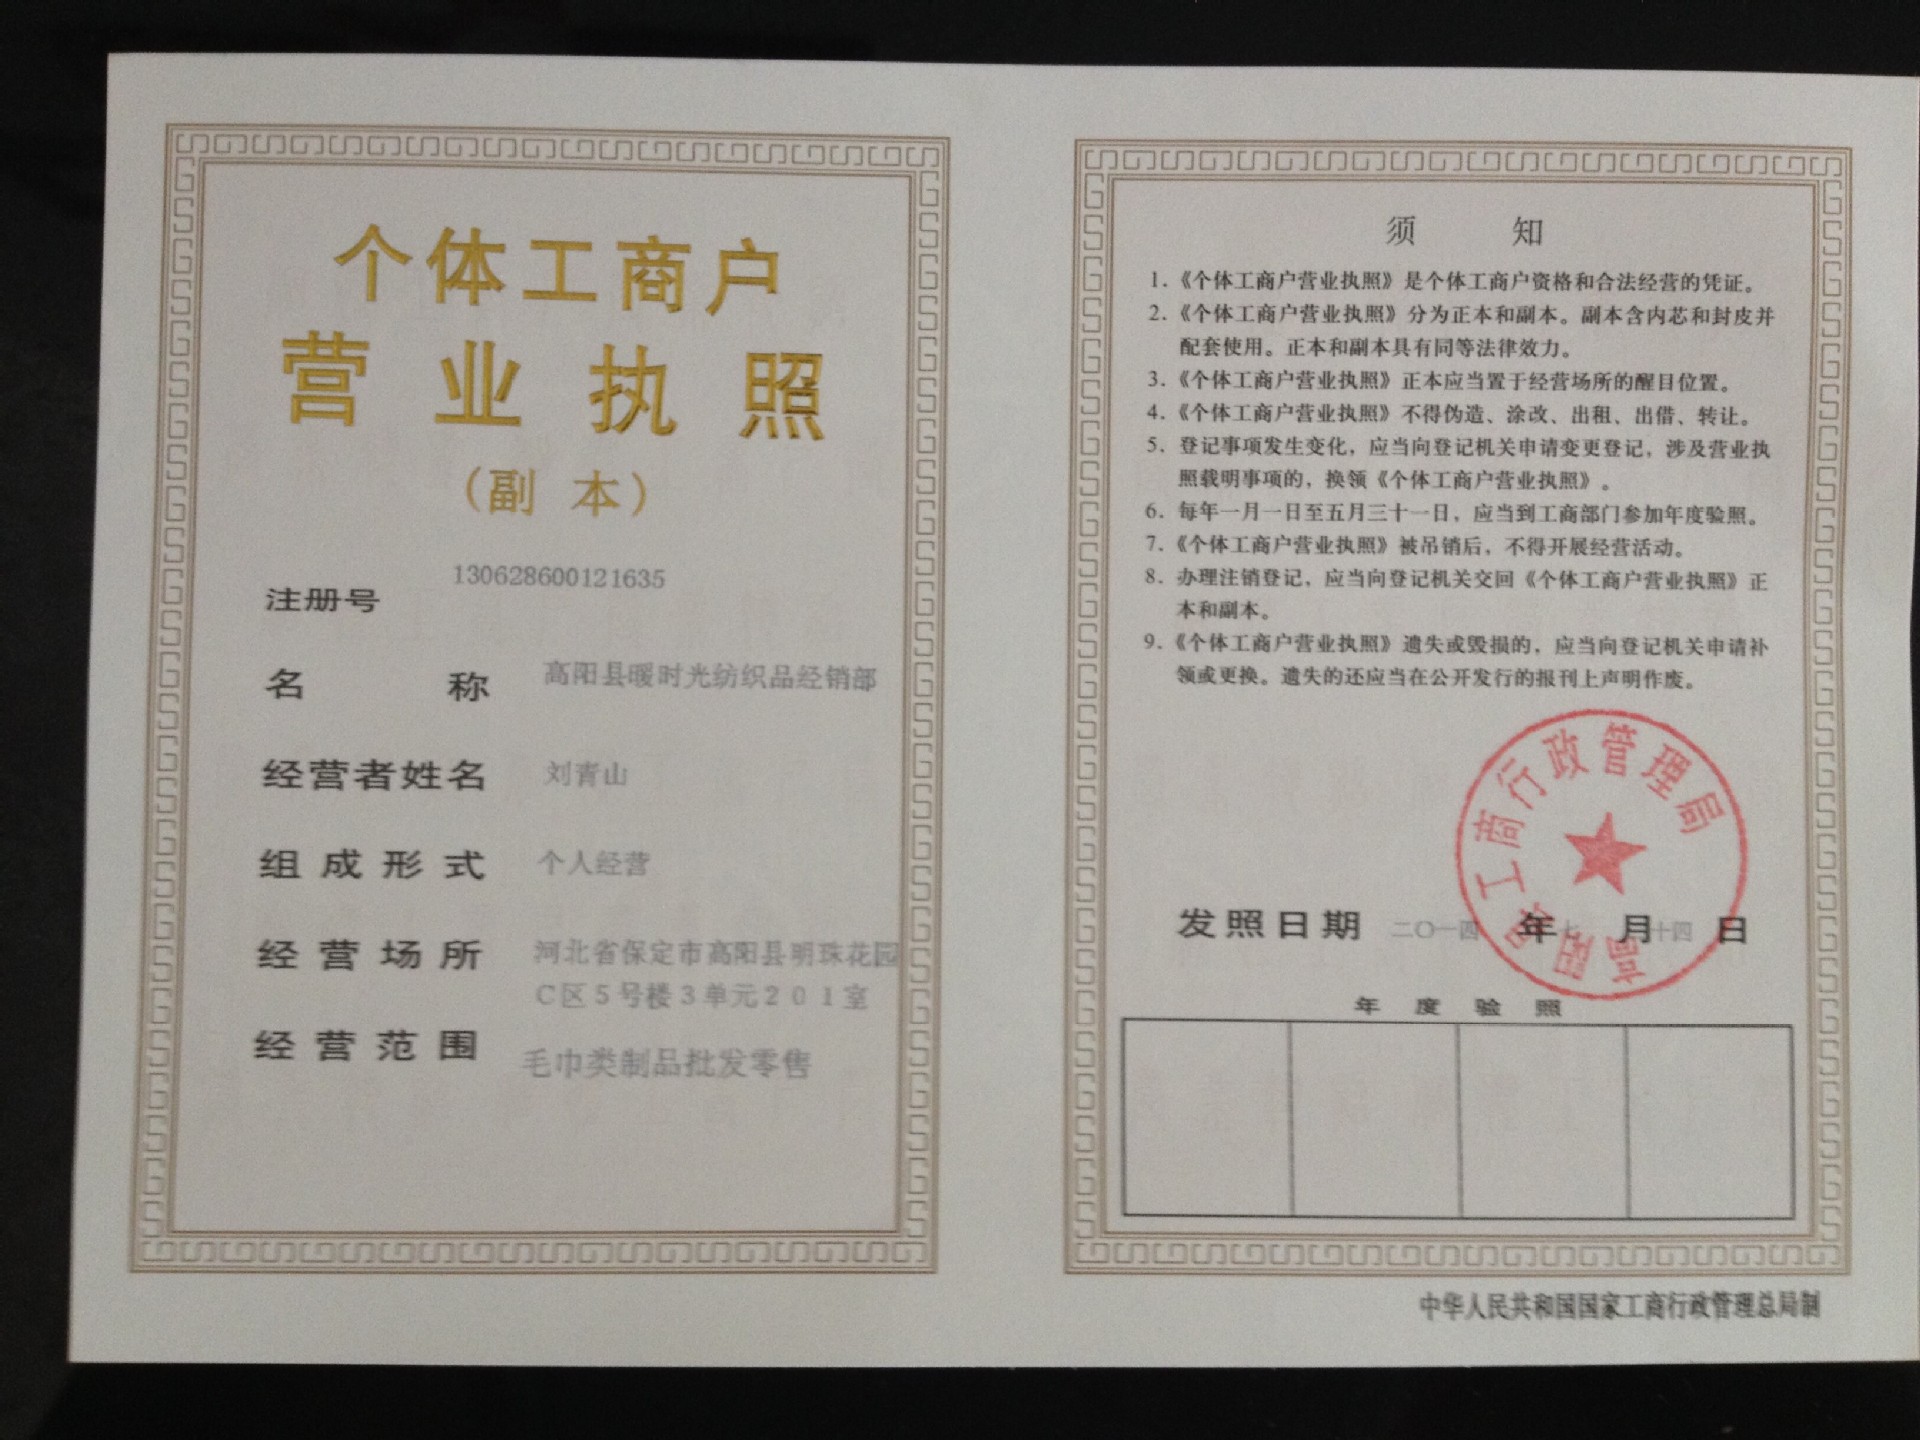 个体工商户
营业执照
（副 本）
注册号 130628600121635
名称 高阳县暖时光纺织品经销部
经营者姓名 刘青山
组成形式 个人经营
经营场所 河北省保定市高阳县明珠花园
C区5号楼3单元201室
经营范围 毛巾类制品批发零售
须 知
1.《个体工商户营业执照》是个体工商户资格和合法经营的凭证。
2.《个体工商户营业执照》分为正本和副本。副本含内芯和封皮并
配套使用。正本和副本具有同等法律效力。
3.《个体工商户营业执照》正本应当置于经营场所的醒目位置。
4.《个体工商户营业执照》不得伪造、涂改、出租、出借、转让。
5. 登记事项发生变化，应当向登记机关申请变更登记，涉及营业执
照载明事项的，换领《个体工商户营业执照》。
6. 每年一月一日至五月三十一日，应当到工商部门参加年度验照。
7.《个体工商户营业执照》被吊销后，不得开展经营活动。
8. 办理注销登记，应当向登记机关交回《个体工商户营业执照》正
本和副本。
9.《个体工商户营业执照》遗失或毁损的，应当向登记机关申请补
领或更换。遗失的还应当在公开发行的报刊上声明作废。
高阳县工商行政管理局
发照日期 二〇一四 年 七 月 十四 日
年度验照
中华人民共和国国家工商行政管理总局制